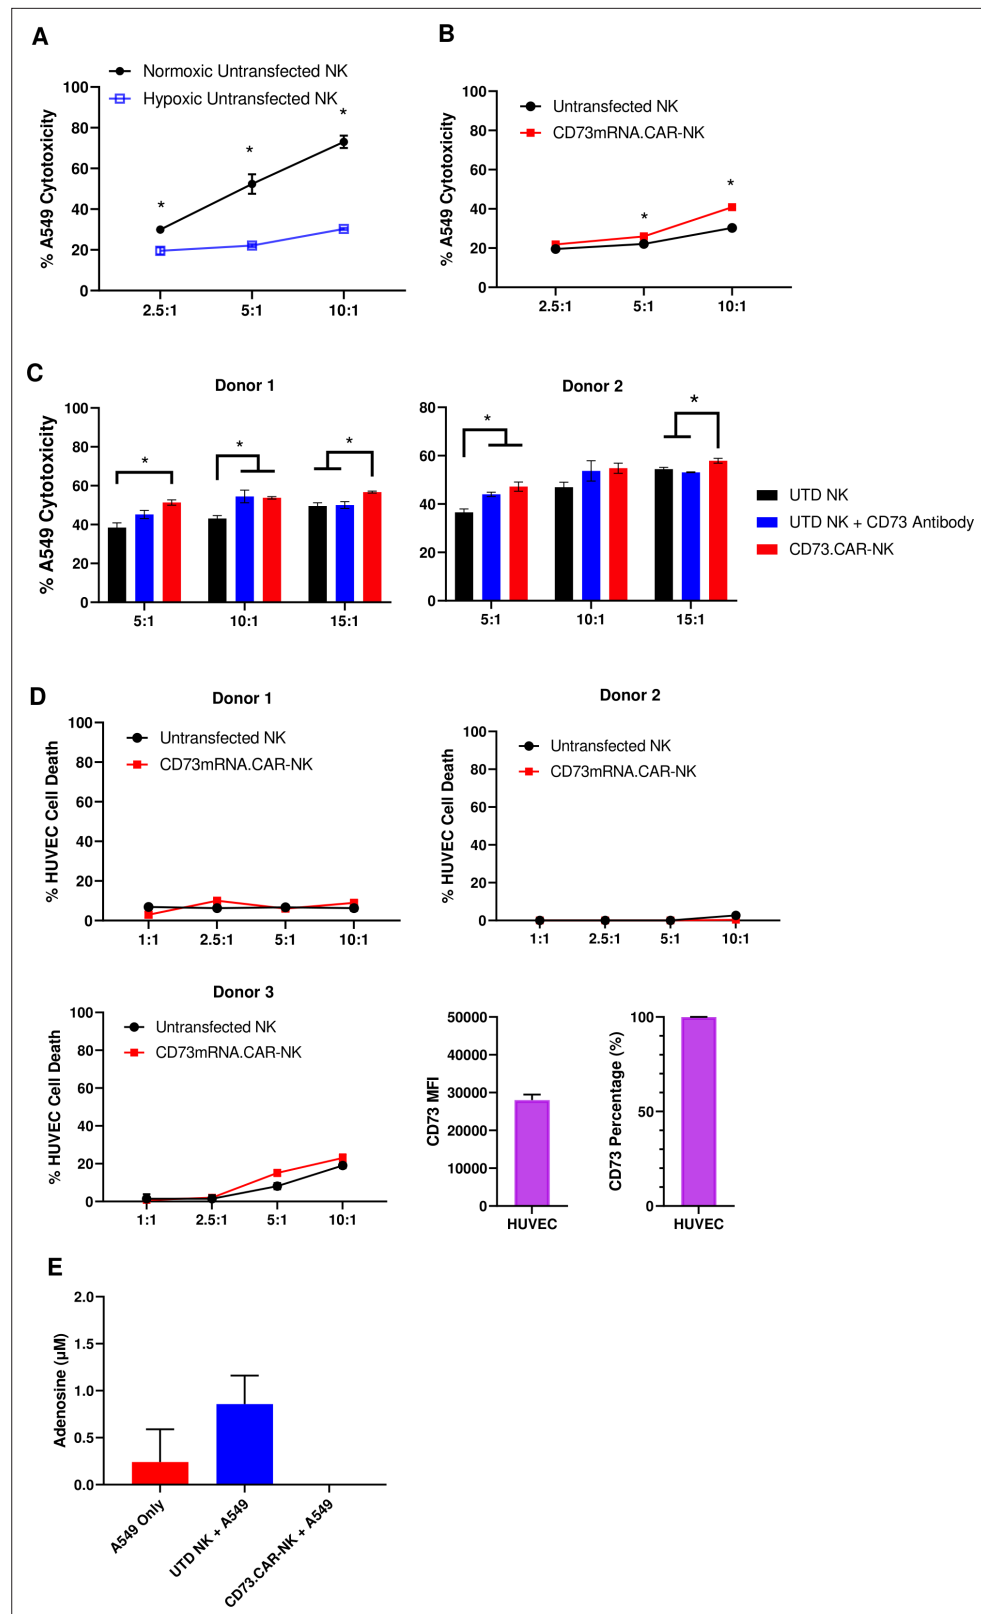 A
Normoxic Untransfected NK
Hypoxic Untransfected NK
% A549 Cytotoxicity
100
80
60
40
20
0
*
*
*
2.5:1
5:1
10:1
B
Untransfected NK
CD73mRNA.CAR-NK
% A549 Cytotoxicity
100
80
60
40
20
0
*
*
2.5:1
5:1
10:1
C
Donor 1
% A549 Cytotoxicity
100
80
60
40
20
0
*
*
*
5:1
10:1
15:1
Donor 2
80
60
40
20
0
*
*
5:1
10:1
15:1
UTD NK
UTD NK + CD73 Antibody
CD73.CAR-NK
D
Donor 1
Untransfected NK
CD73mRNA.CAR-NK
% HUVEC Cell Death
100
80
60
40
20
0
1:1
2.5:1
5:1
10:1
Donor 2
Untransfected NK
CD73mRNA.CAR-NK
% HUVEC Cell Death
100
80
60
40
20
0
1:1
2.5:1
5:1
10:1
Donor 3
Untransfected NK
CD73mRNA.CAR-NK
% HUVEC Cell Death
100
80
60
40
20
0
1:1
2.5:1
5:1
10:1
CD73 MFI
50000
40000
30000
20000
10000
0
HUVEC
CD73 Percentage (%)
100
50
0
HUVEC
E
Adenosine (µM)
2.0
1.5
1.0
0.5
0.0
A549 Only
UTD NK + A549
CD73.CAR-NK + A549